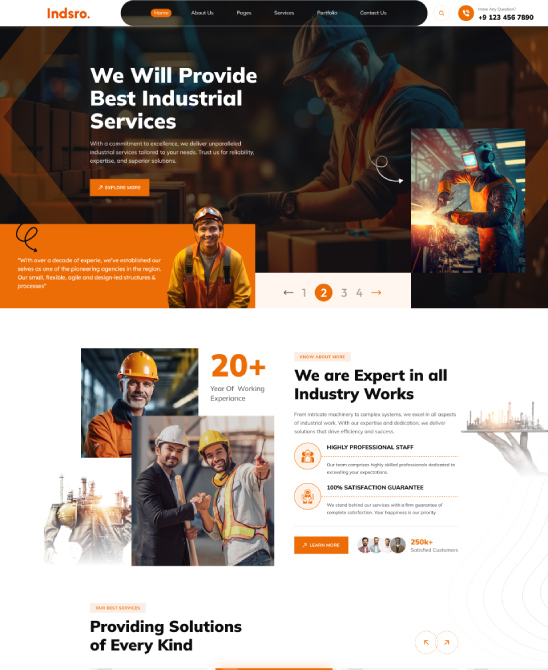 Indsro.
Home
About Us
Pages
Services
Portfolio
Contact Us
Have Any Question?
+9 123 456 7890
We Will Provide
Best Industrial
Services
With a commitment to excellence, we deliver unparalleled
industrial services tailored to your needs. Trust us for reliability,
expertise, and superior solutions.
EXPLORE MORE
"With over a decade of experie, we've established our
selves as one of the pioneering agencies in the region.
Our small, flexible, agile and design-led structures &
processes"
1 2 3 4
20+
Year Of Working
Experiance
KNOW ABOUT MORE
We are Expert in all
Industry Works
From intricate machinery to complex systems, we excel in all aspects
of industrial work. With our expertise and dedication, we deliver
solutions that drive efficiency and success.
HIGHLY PROFESSIONAL STAFF
Our team comprises highly skilled professionals dedicated to
exceeding your expectations.
100% SATISFACTION GUARANTEE
We stand behind our services with a firm guarantee of
complete satisfaction. Your happiness is our priority
LEARN MORE
250k+
Satisfied Customers
OUR BEST SERVICES
Providing Solutions
of Every Kind